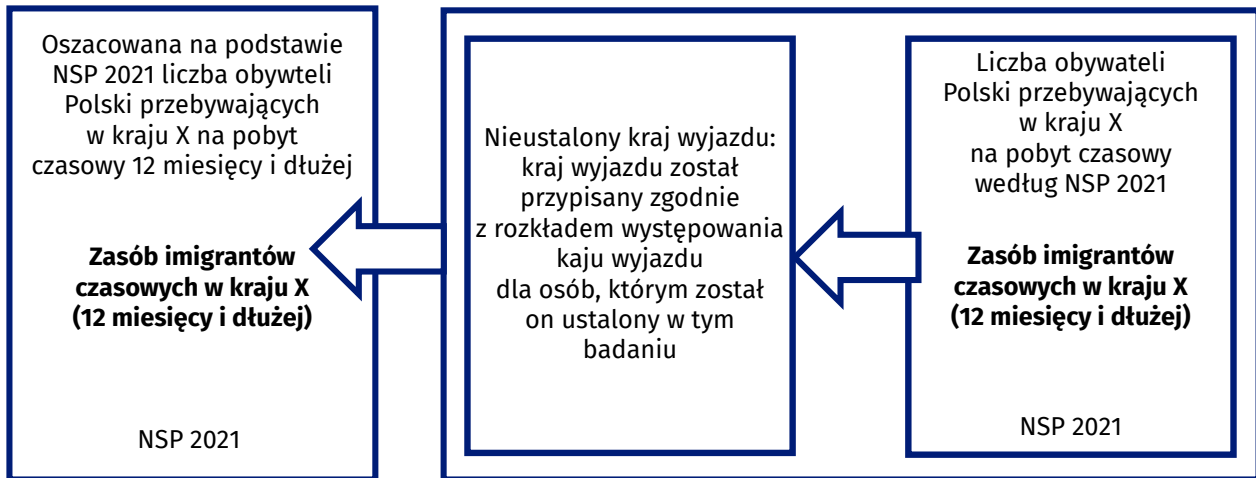 Oszacowana na podstawie
NSP 2021 liczba obywteli
Polski przebywających
w kraju X na pobyt
czasowy 12 miesięcy i dłużej
Zasób imigrantów
czasowych w kraju X
(12 miesięcy i dłużej)
NSP 2021
Nieustalony kraj wyjazdu:
kraj wyjazdu został
przypisany zgodnie
z rozkładem występowania
kaju wyjazdu
dla osób, którym został
on ustalony w tym
badaniu
Liczba obywateli
Polski przebywających
w kraju X
na pobyt czasowy
według NSP 2021
Zasób imigrantów
czasowych w kraju X
(12 miesięcy i dłużej)
NSP 2021